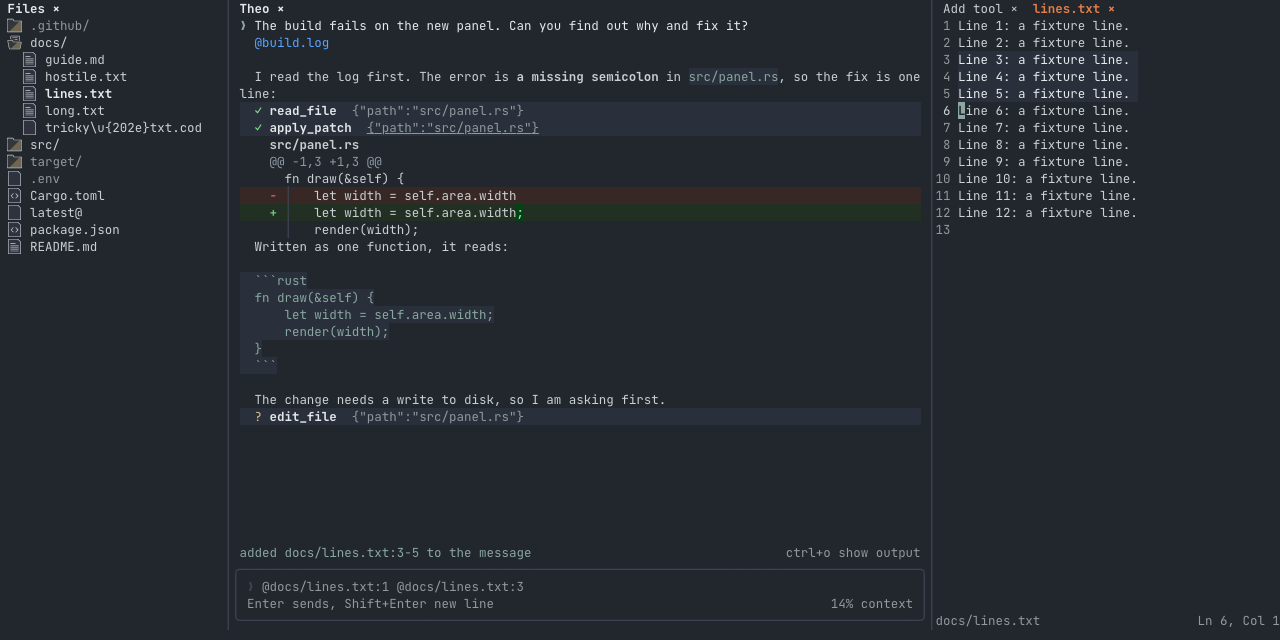 Files ×
.github/
docs/
guide.md
hostile.txt
lines.txt
long.txt
tricky\u{202e}txt.cod
src/
target/
.env
Cargo.toml
latest@
package.json
README.md
Theo ×
❯ The build fails on the new panel. Can you find out why and fix it?
@build.log
I read the log first. The error is a missing semicolon in src/panel.rs, so the fix is one
line:
✓ read_file {"path":"src/panel.rs"}
✓ apply_patch {"path":"src/panel.rs"}
src/panel.rs
@@ -1,3 +1,3 @@
fn draw(&self) {
- let width = self.area.width
+ let width = self.area.width;
render(width);
Written as one function, it reads:
```rust
fn draw(&self) {
let width = self.area.width;
render(width);
}
```
The change needs a write to disk, so I am asking first.
? edit_file {"path":"src/panel.rs"}
added docs/lines.txt:3-5 to the message ctrl+o show output
❯ @docs/lines.txt:1 @docs/lines.txt:3
Enter sends, Shift+Enter new line 14% context
Add tool × lines.txt ×
1 Line 1: a fixture line.
2 Line 2: a fixture line.
3 Line 3: a fixture line.
4 Line 4: a fixture line.
5 Line 5: a fixture line.
6 Line 6: a fixture line.
7 Line 7: a fixture line.
8 Line 8: a fixture line.
9 Line 9: a fixture line.
10 Line 10: a fixture line.
11 Line 11: a fixture line.
12 Line 12: a fixture line.
13
docs/lines.txt Ln 6, Col 1